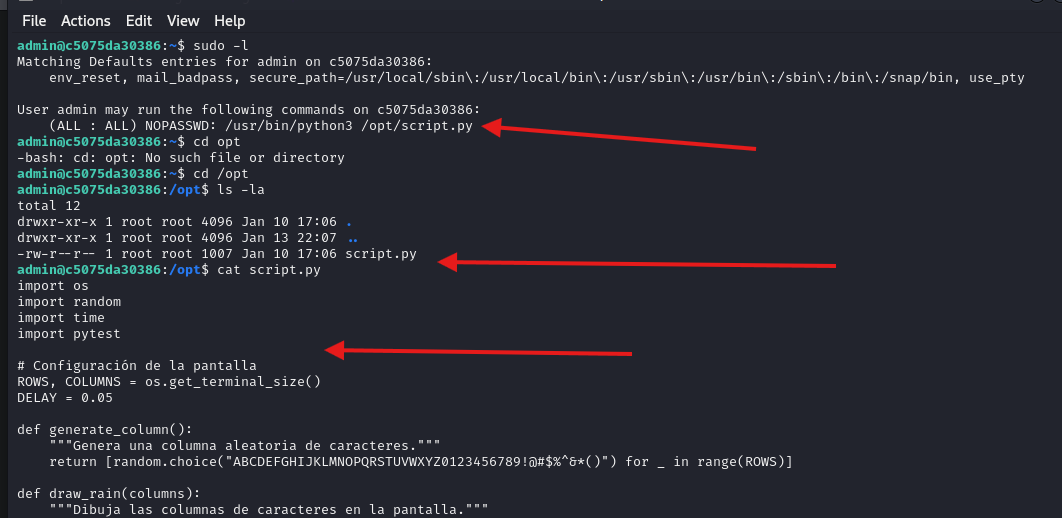 File Actions Edit View Help
admin@c5075da30386:~$ sudo -l
Matching Defaults entries for admin on c5075da30386:
    env_reset, mail_badpass, secure_path=/usr/local/sbin\:/usr/local/bin\:/usr/sbin\:/usr/bin\:/sbin\:/bin\:/snap/bin, use_pty

User admin may run the following commands on c5075da30386:
    (ALL : ALL) NOPASSWD: /usr/bin/python3 /opt/script.py
admin@c5075da30386:~$ cd opt
-bash: cd: opt: No such file or directory
admin@c5075da30386:~$ cd /opt
admin@c5075da30386:/opt$ ls -la
total 12
drwxr-xr-x 1 root root 4096 Jan 10 17:06 .
drwxr-xr-x 1 root root 4096 Jan 13 22:07 ..
-rw-r--r-- 1 root root 1007 Jan 10 17:06 script.py
admin@c5075da30386:/opt$ cat script.py
import os
import random
import time
import pytest

# Configuración de la pantalla
ROWS, COLUMNS = os.get_terminal_size()
DELAY = 0.05

def generate_column():
    """Genera una columna aleatoria de caracteres."""
    return [random.choice("ABCDEFGHIJKLMNOPQRSTUVWXYZ0123456789!@#$%^&*()") for _ in range(ROWS)]

def draw_rain(columns):
    """Dibuja las columnas de caracteres en la pantalla."""